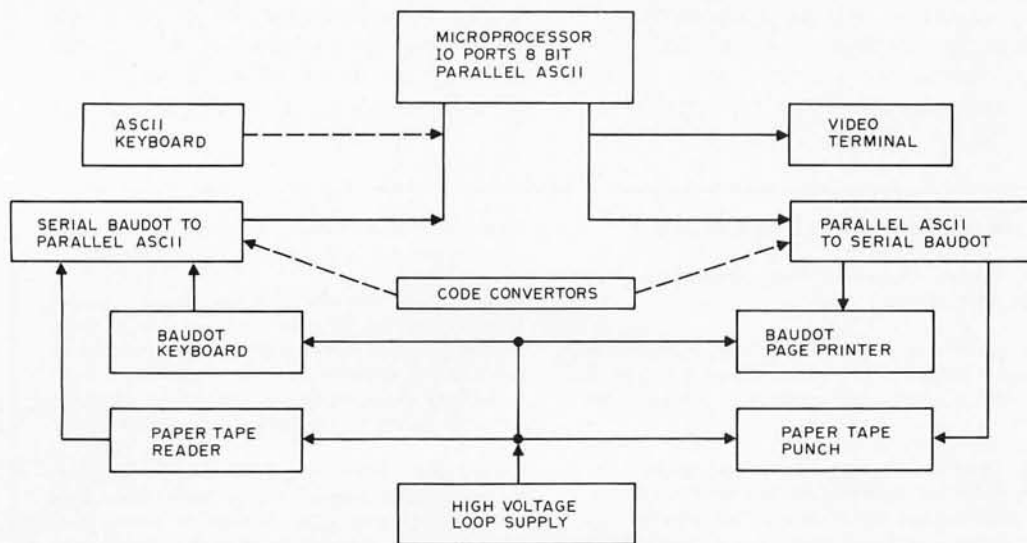 MICROPROCESSOR
IO PORTS 8 BIT
PARALLEL ASCII
ASCII
KEYBOARD
VIDEO
TERMINAL
SERIAL BAUDOT TO
PARALLEL ASCII
PARALLEL ASCII
TO SERIAL BAUDOT
CODE CONVERTORS
BAUDOT
KEYBOARD
BAUDOT
PAGE PRINTER
PAPER TAPE
READER
PAPER TAPE
PUNCH
HIGH VOLTAGE
LOOP SUPPLY